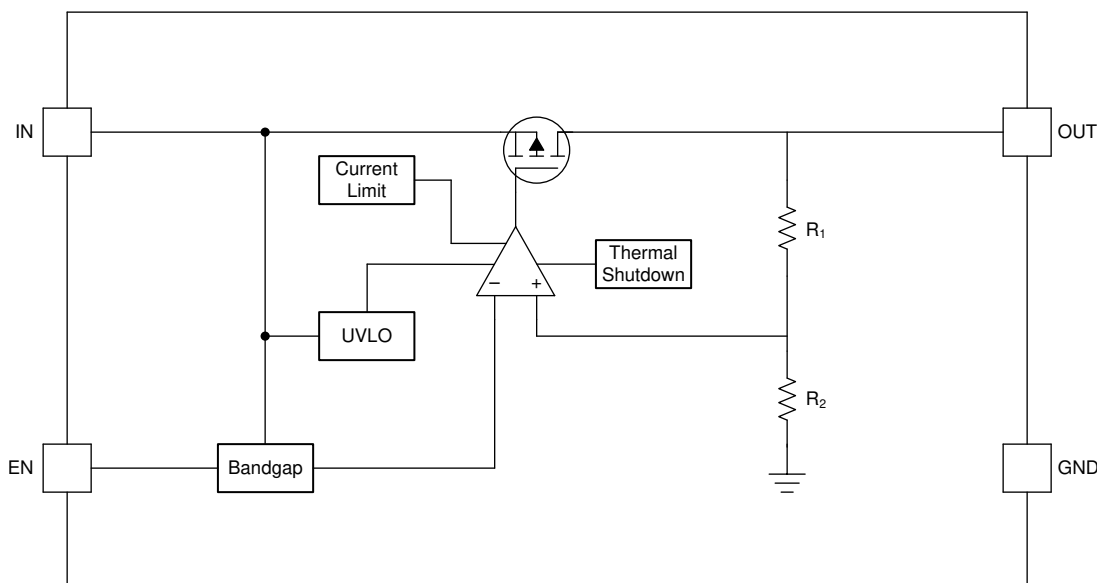 IN
OUT
Current
Limit
R₁
Thermal
Shutdown
− +
UVLO
R₂
EN
Bandgap
GND